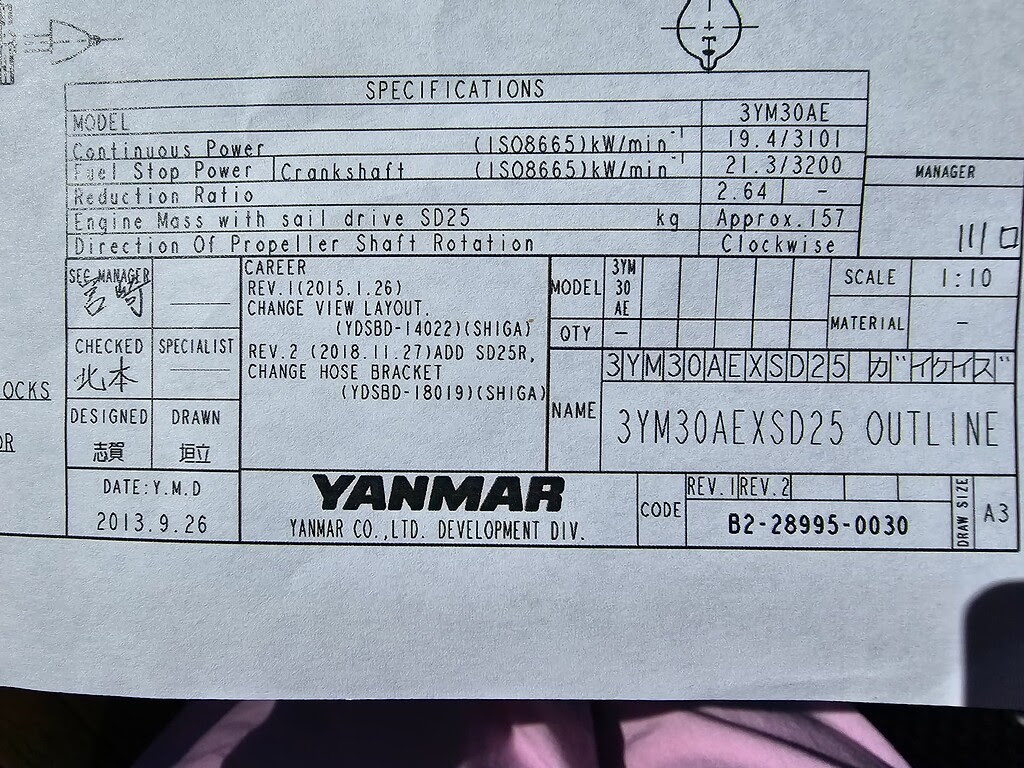 SPECIFICATIONS
MODEL 3YM30AE
Continuous Power (ISO8665)kW/min⁻¹ 19.4/3101
Fuel Stop Power Crankshaft (ISO8665)kW/min⁻¹ 21.3/3200
Reduction Ratio 2.64 -
Engine Mass with sail drive SD25 kg Approx.157
Direction Of Propeller Shaft Rotation Clockwise
MANAGER
川口
SEC.MANAGER
宮崎
CHECKED SPECIALIST
北本
DESIGNED DRAWN
志賀 垣立
DATE:Y.M.D
2013.9.26
CAREER
REV.1(2015.1.26)
CHANGE VIEW LAYOUT.
(YDSBD-14022)(SHIGA)
REV.2 (2018.11.27)ADD SD25R,
CHANGE HOSE BRACKET
(YDSBD-18019)(SHIGA)
YANMAR
YANMAR CO.,LTD. DEVELOPMENT DIV.
MODEL 3YM
30
AE
QTY -
SCALE 1:10
MATERIAL -
NAME
3YM30AEXSD25 ガイケイズ
3YM30AEXSD25 OUTLINE
CODE
REV.1 REV.2
B2-28995-0030
DRAW SIZE
A3
OCKS
OR